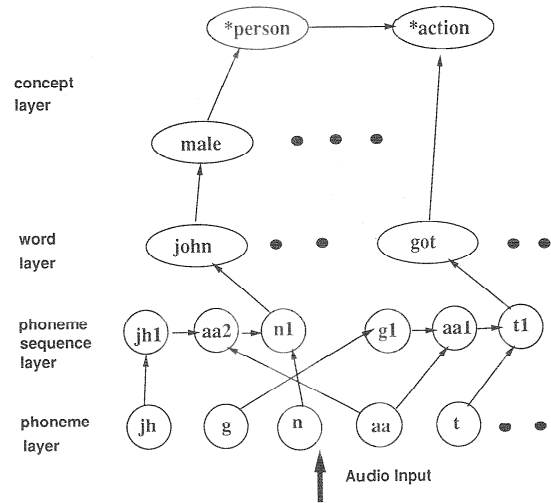 *person *action
concept
layer
male
word
layer
john got
phoneme
sequence
layer
jh1 aa2 n1 g1 aa1 t1
phoneme
layer
jh g n aa t
Audio Input